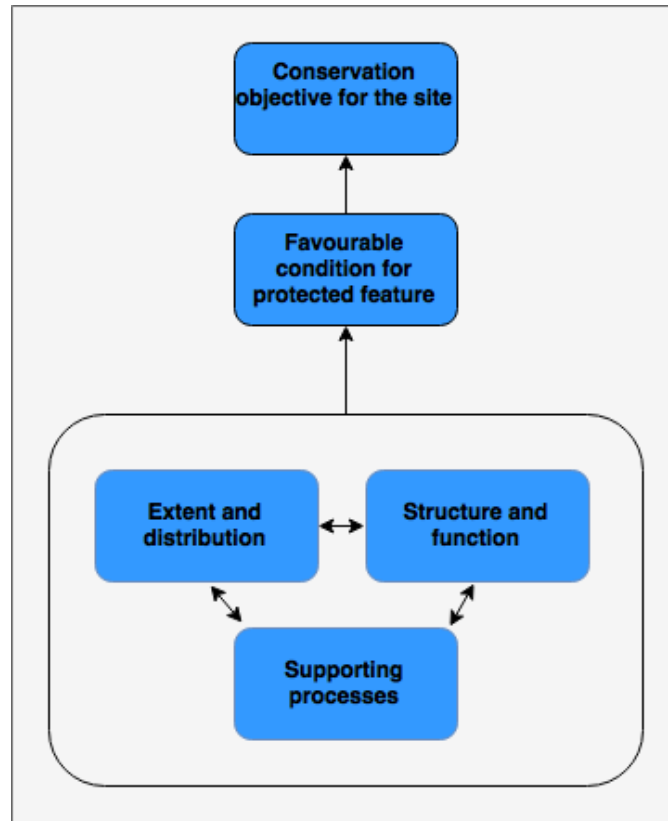 Conservation
objective for the site
Favourable
condition for
protected feature
Extent and
distribution
Structure and
function
Supporting
processes